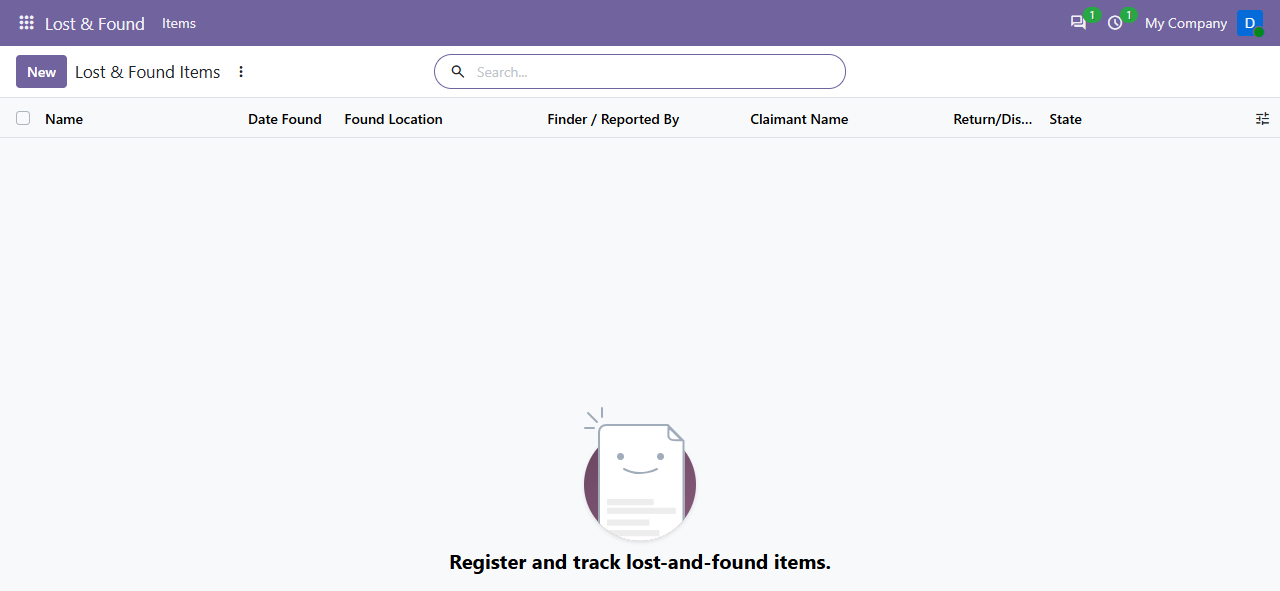 Lost & Found Items 1 1 My Company D
New Lost & Found Items Search...
Name Date Found Found Location Finder / Reported By Claimant Name Return/Dis... State
Register and track lost-and-found items.